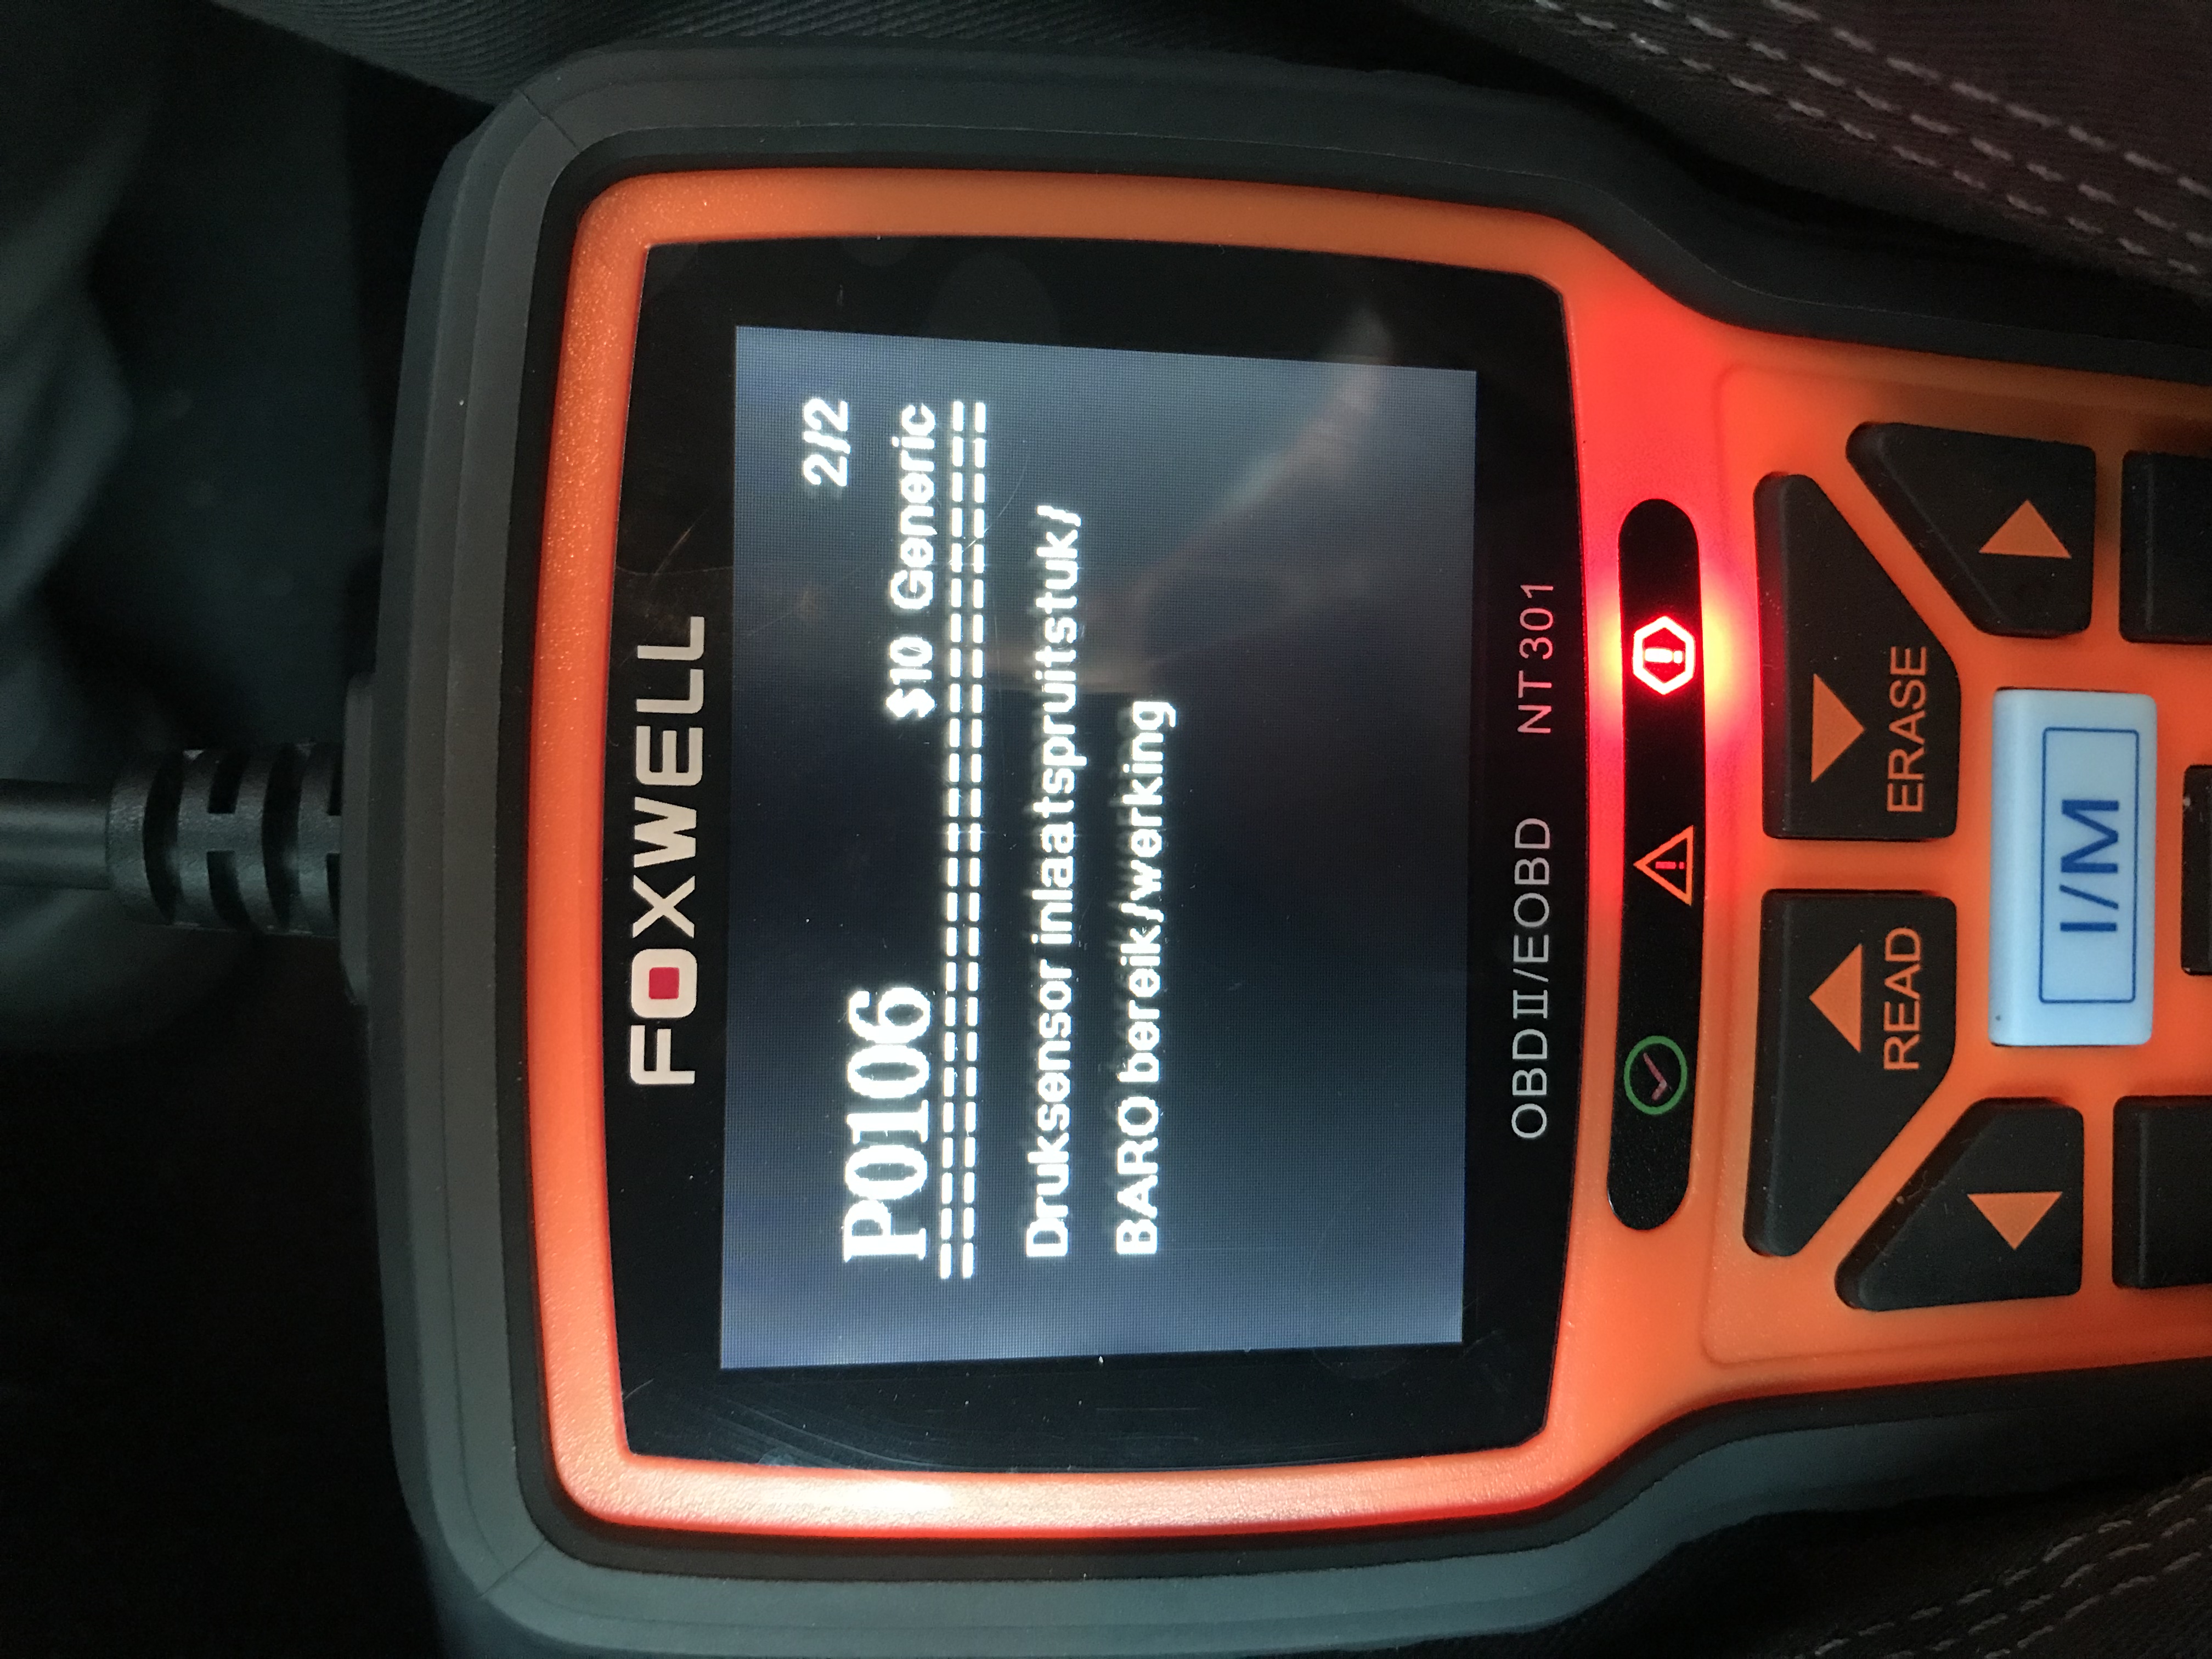 FOXWELL
2/2
P0106 $10 Generic
==============================
Druksensor inlaatspruitstuk/
BARO bereik/werking
OBDII/EOBD NT301
READ ERASE
I/M